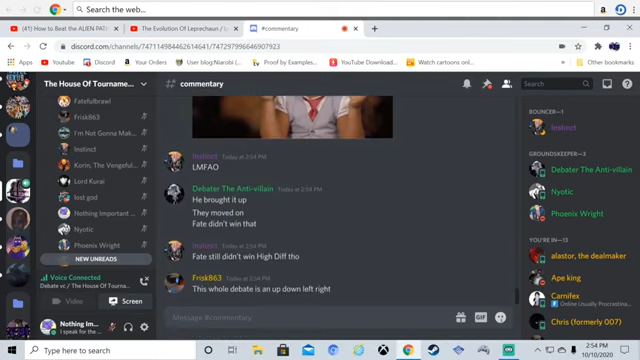 Search the web...
(41) How to Beat the ALIEN PAT
The Evolution Of Leprechaun / L
#commentary
discord.com/channels/747114984462614641/747297996646907923
Apps
Bookmarks
Discord
Your Orders
Blog | User blog:Nierobi
Proof by Examples...
YouTube Downloa...
Watch cartoons onl...
Other bookmarks
The House Of Tourname...
commentary
Search
Fatefulbrawl
Frisk863
I'm Not Gonna Mak...
Instinct
Korin, The Vengeful...
Lord Kurai
lost god
Nothing Important
Nyotic
Phoenix Wright
NEW UNREADS
Voice Connected
Debate vc / The House Of Tourna...
Video
Screen
Nothing Im...
I speak for the ...
Instinct Today at 2:54 PM
LMFAO
Debater The Anti-villain Today at 2:54 PM
He brought it up
They moved on
Fate didn't win that
Instinct Today at 2:54 PM
Fate still didn't win High Diff tho
Frisk863 Today at 2:54 PM
This whole debate is an up down left right
Message #commentary
GIF
BOUNCER—1
Instinct
GROUNDSKEEPER—3
Debater The Anti-villain
Nyotic
Phoenix Wright
YOU'RE IN—13
alastor, the dealmaker
Ape king
Carnifex
Online Usually Procrastina...
Chris (formerly 007)
Type here to search
2:54 PM
10/10/2020